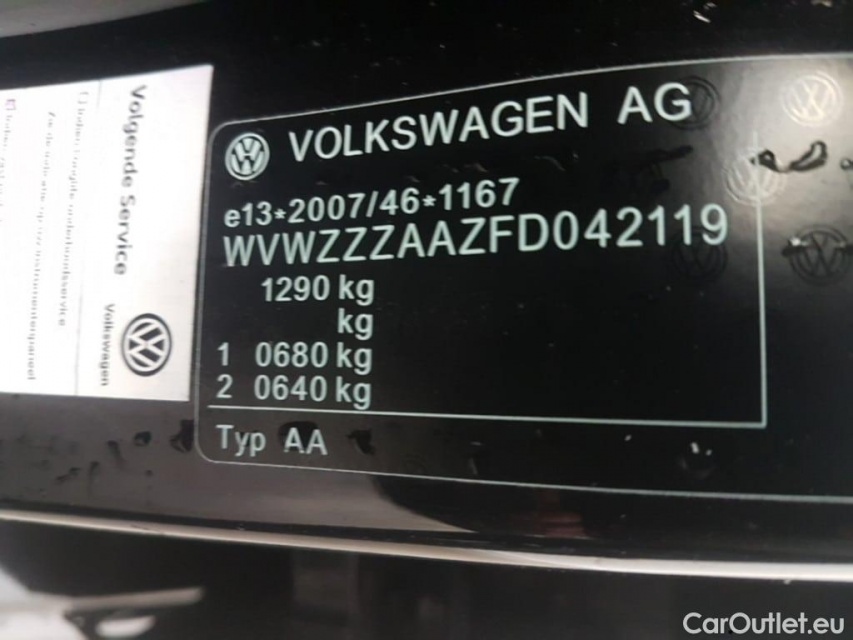 VOLKSWAGEN AG
e13*2007/46*1167
WVWZZZAAZFD042119
1290 kg
kg
1 0680 kg
2 0640 kg
Typ AA
Volgende Service
Volkswagen
CarOutlet.eu